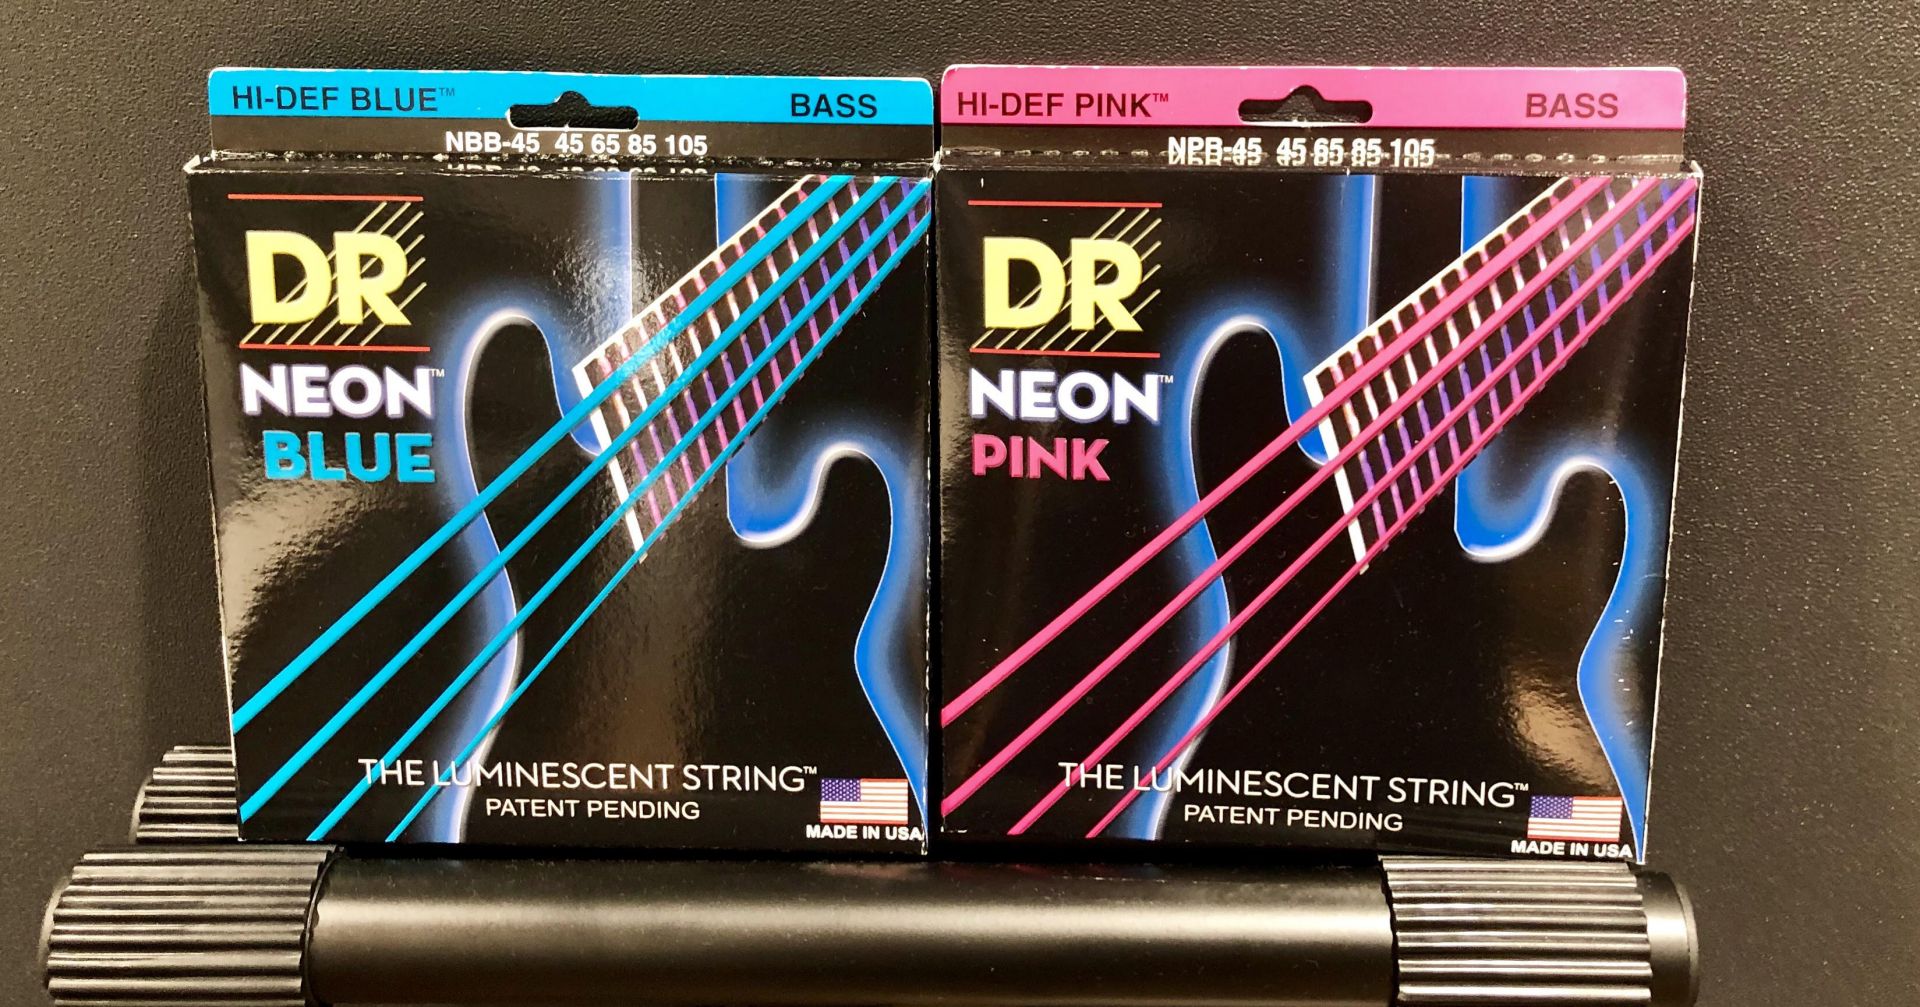 HI-DEF BLUE™ BASS
NBB-45 45 65 85 105
DR
NEON™
BLUE
THE LUMINESCENT STRING™
PATENT PENDING
MADE IN USA
HI-DEF PINK™ BASS
NPB-45 45 65 85 105
DR
NEON™
PINK
THE LUMINESCENT STRING™
PATENT PENDING
MADE IN USA